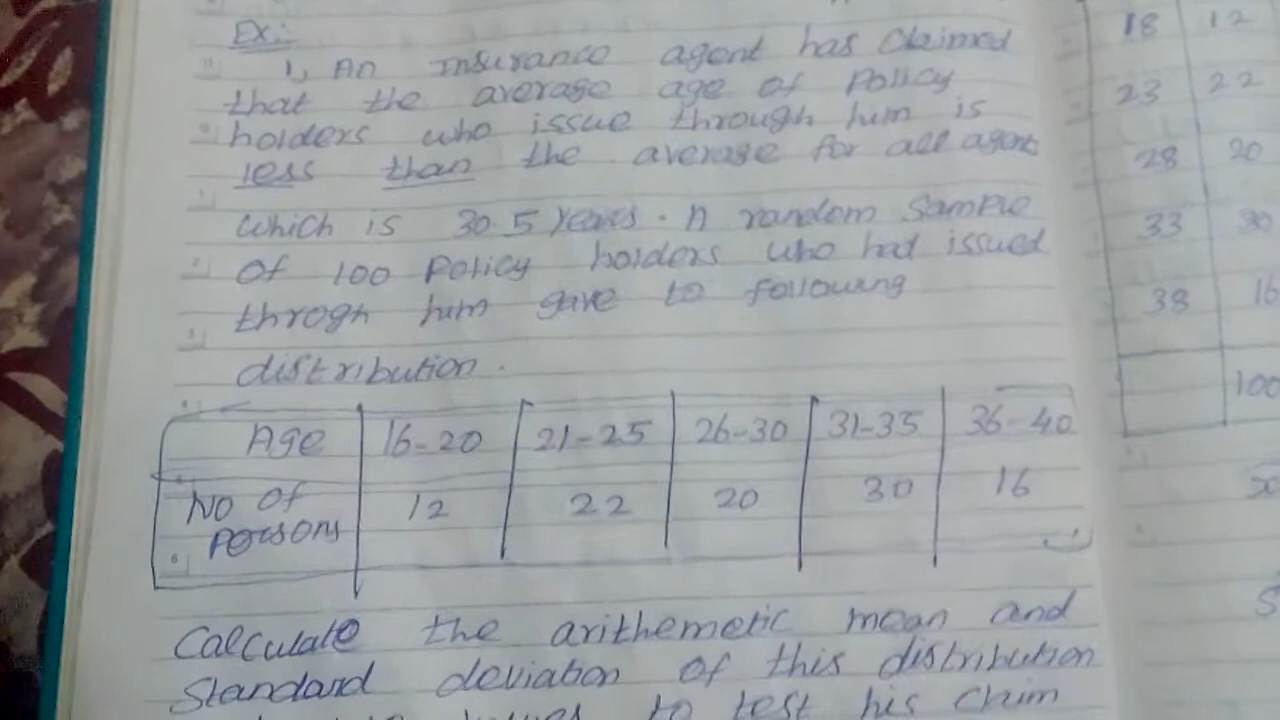 Ex:-
1, An insurance agent has claimed
that the average age of policy
holders who issue through him is
less than the average for all agent
which is 30.5 years. A random sample
of 100 policy holders who had issued
throgh him gave to following
distribution.
Age 16-20 21-25 26-30 31-35 36-40
No of persons 12 22 20 30 16
Calculate the arithemetic mean and
Standard deviation of this distribution
to test his claim
18 12
23 22
28 20
33 30
38 16
100